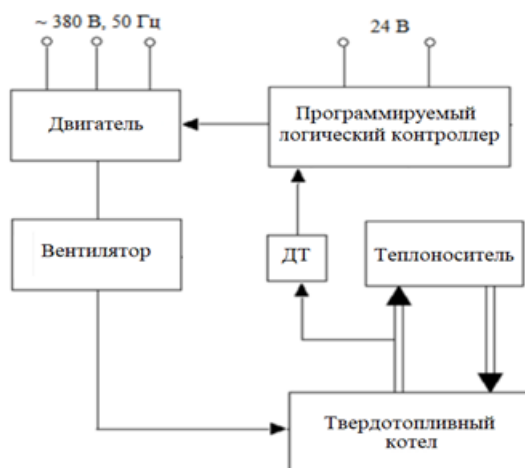 ~ 380 В, 50 Гц
24 В
Двигатель
Программируемый
логический контроллер
Вентилятор
ДТ
Теплоноситель
Твердотопливный
котел